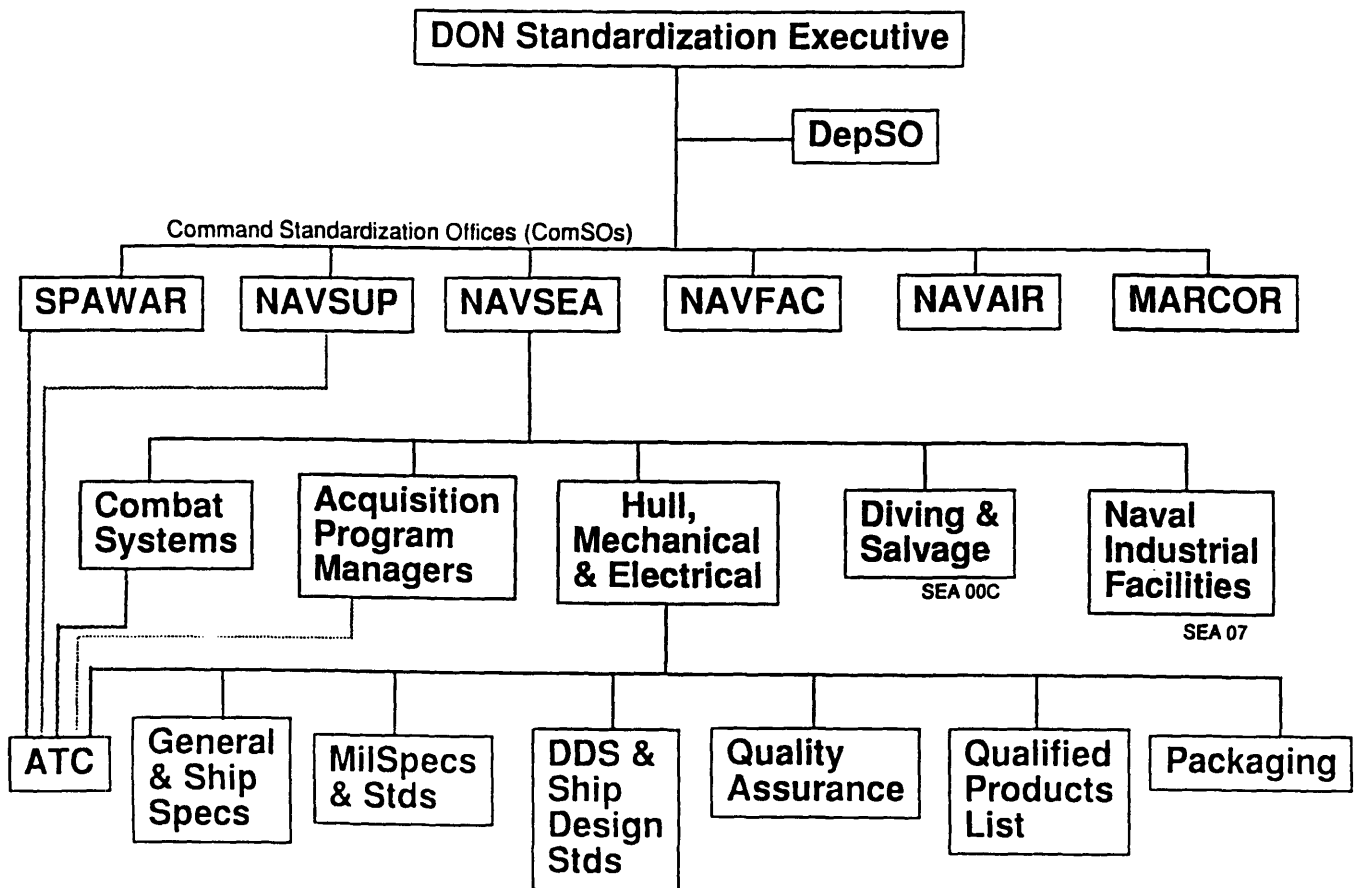 DON Standardization Executive
DepSO
Command Standardization Offices (ComSOs)
SPAWAR
NAVSUP
NAVSEA
NAVFAC
NAVAIR
MARCOR
Combat
Systems
Acquisition
Program
Managers
Hull,
Mechanical
& Electrical
Diving &
Salvage
SEA 00C
Naval
Industrial
Facilities
SEA 07
ATC
General
& Ship
Specs
MilSpecs
& Stds
DDS &
Ship
Design
Stds
Quality
Assurance
Qualified
Products
List
Packaging